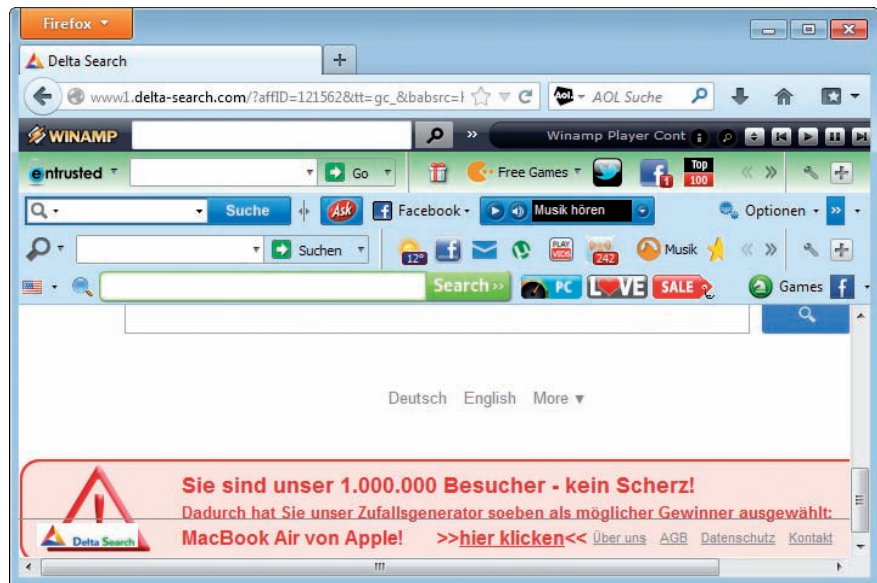 Firefox
Delta Search
www1.delta-search.com/?affID=121562&tt=gc_&babsrc=
AOL Suche
WINAMP
Winamp Player Cont
entrusted Go Free Games 1 Top 100
Suche Ask Facebook Musik hören Optionen
Suchen 12° PLAY VIDS 242 Musik
Search PC LOVE SALE Games
Deutsch English More
Sie sind unser 1.000.000 Besucher - kein Scherz!
Dadurch hat Sie unser Zufallsgenerator soeben als möglicher Gewinner ausgewählt:
Delta Search MacBook Air von Apple! >>hier klicken<< Über uns AGB Datenschutz Kontakt